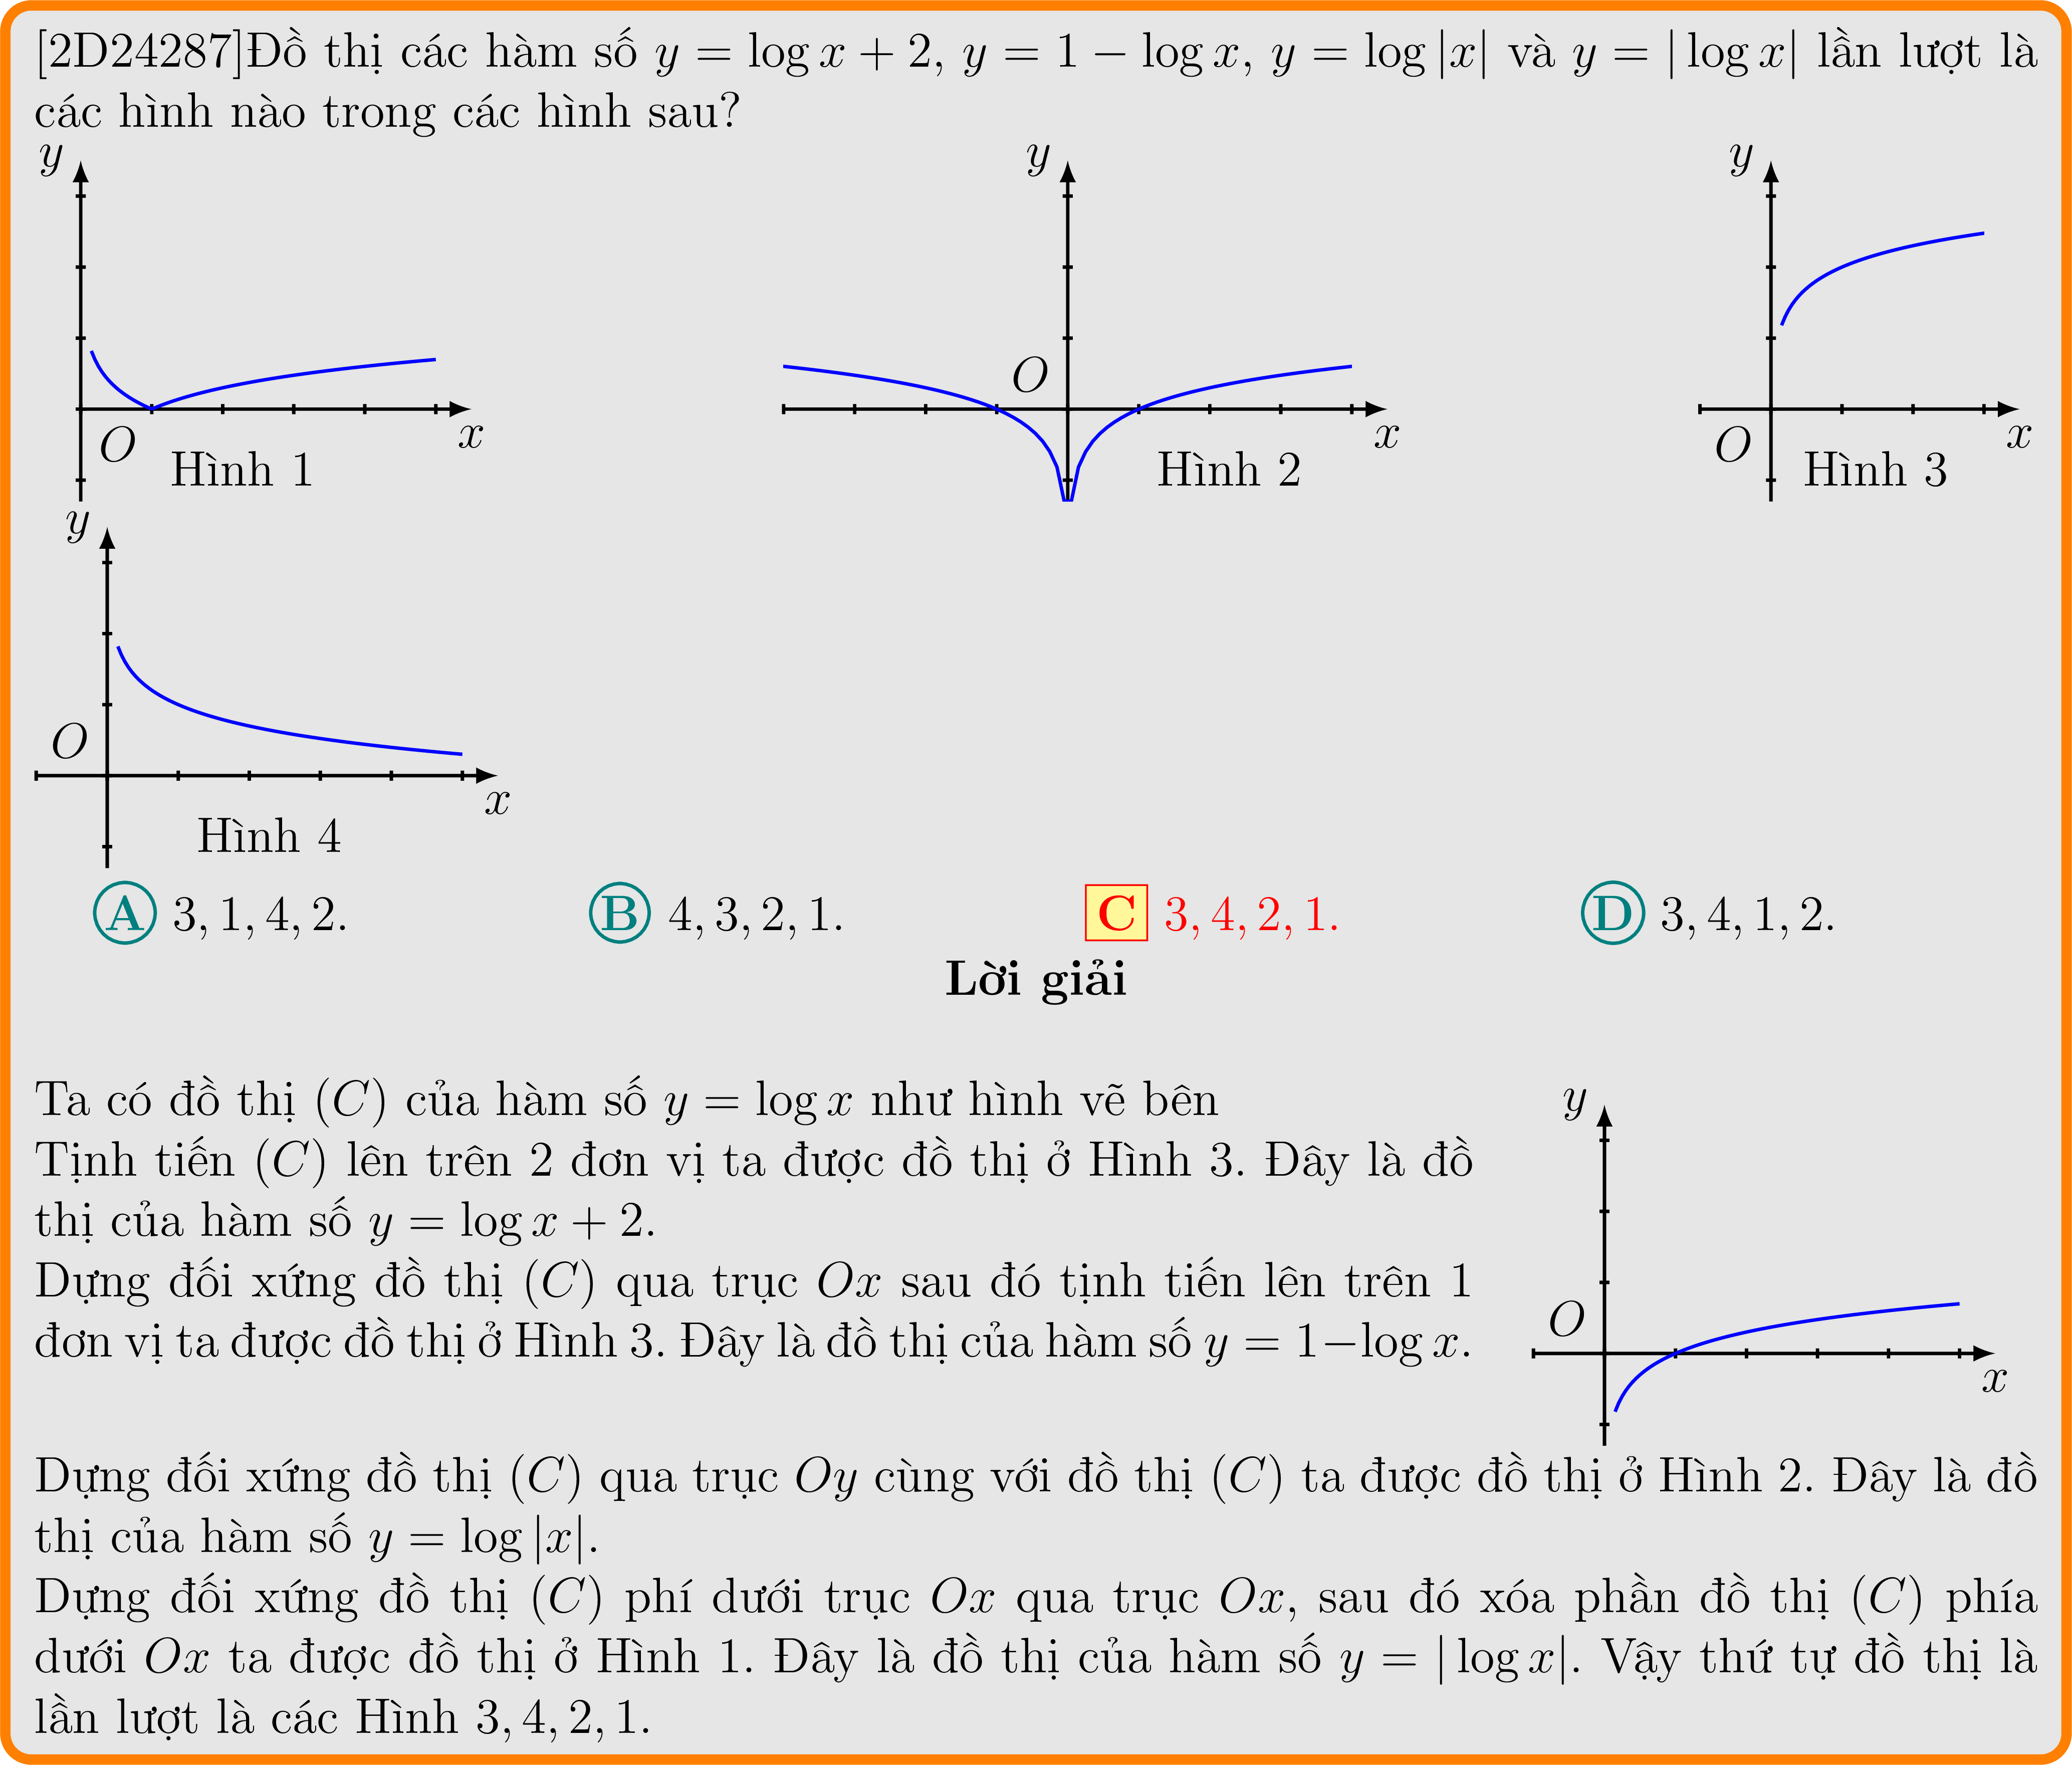 [2D24287]Đồ thị các hàm số y = log x + 2, y = 1 − log x, y = log |x| và y = | log x| lần lượt là
các hình nào trong các hình sau?
y
O
x
Hình 1
y
O
x
Hình 2
y
O
x
Hình 3
y
O
x
Hình 4
A 3, 1, 4, 2.
B 4, 3, 2, 1.
C 3, 4, 2, 1.
D 3, 4, 1, 2.
Lời giải
Ta có đồ thị (C) của hàm số y = log x như hình vẽ bên
Tịnh tiến (C) lên trên 2 đơn vị ta được đồ thị ở Hình 3. Đây là đồ
thị của hàm số y = log x + 2.
Dựng đối xứng đồ thị (C) qua trục Ox sau đó tịnh tiến lên trên 1
đơn vị ta được đồ thị ở Hình 3. Đây là đồ thị của hàm số y = 1−log x.
y
O
x
Dựng đối xứng đồ thị (C) qua trục Oy cùng với đồ thị (C) ta được đồ thị ở Hình 2. Đây là đồ
thị của hàm số y = log |x|.
Dựng đối xứng đồ thị (C) phí dưới trục Ox qua trục Ox, sau đó xóa phần đồ thị (C) phía
dưới Ox ta được đồ thị ở Hình 1. Đây là đồ thị của hàm số y = | log x|. Vậy thứ tự đồ thị là
lần lượt là các Hình 3, 4, 2, 1.